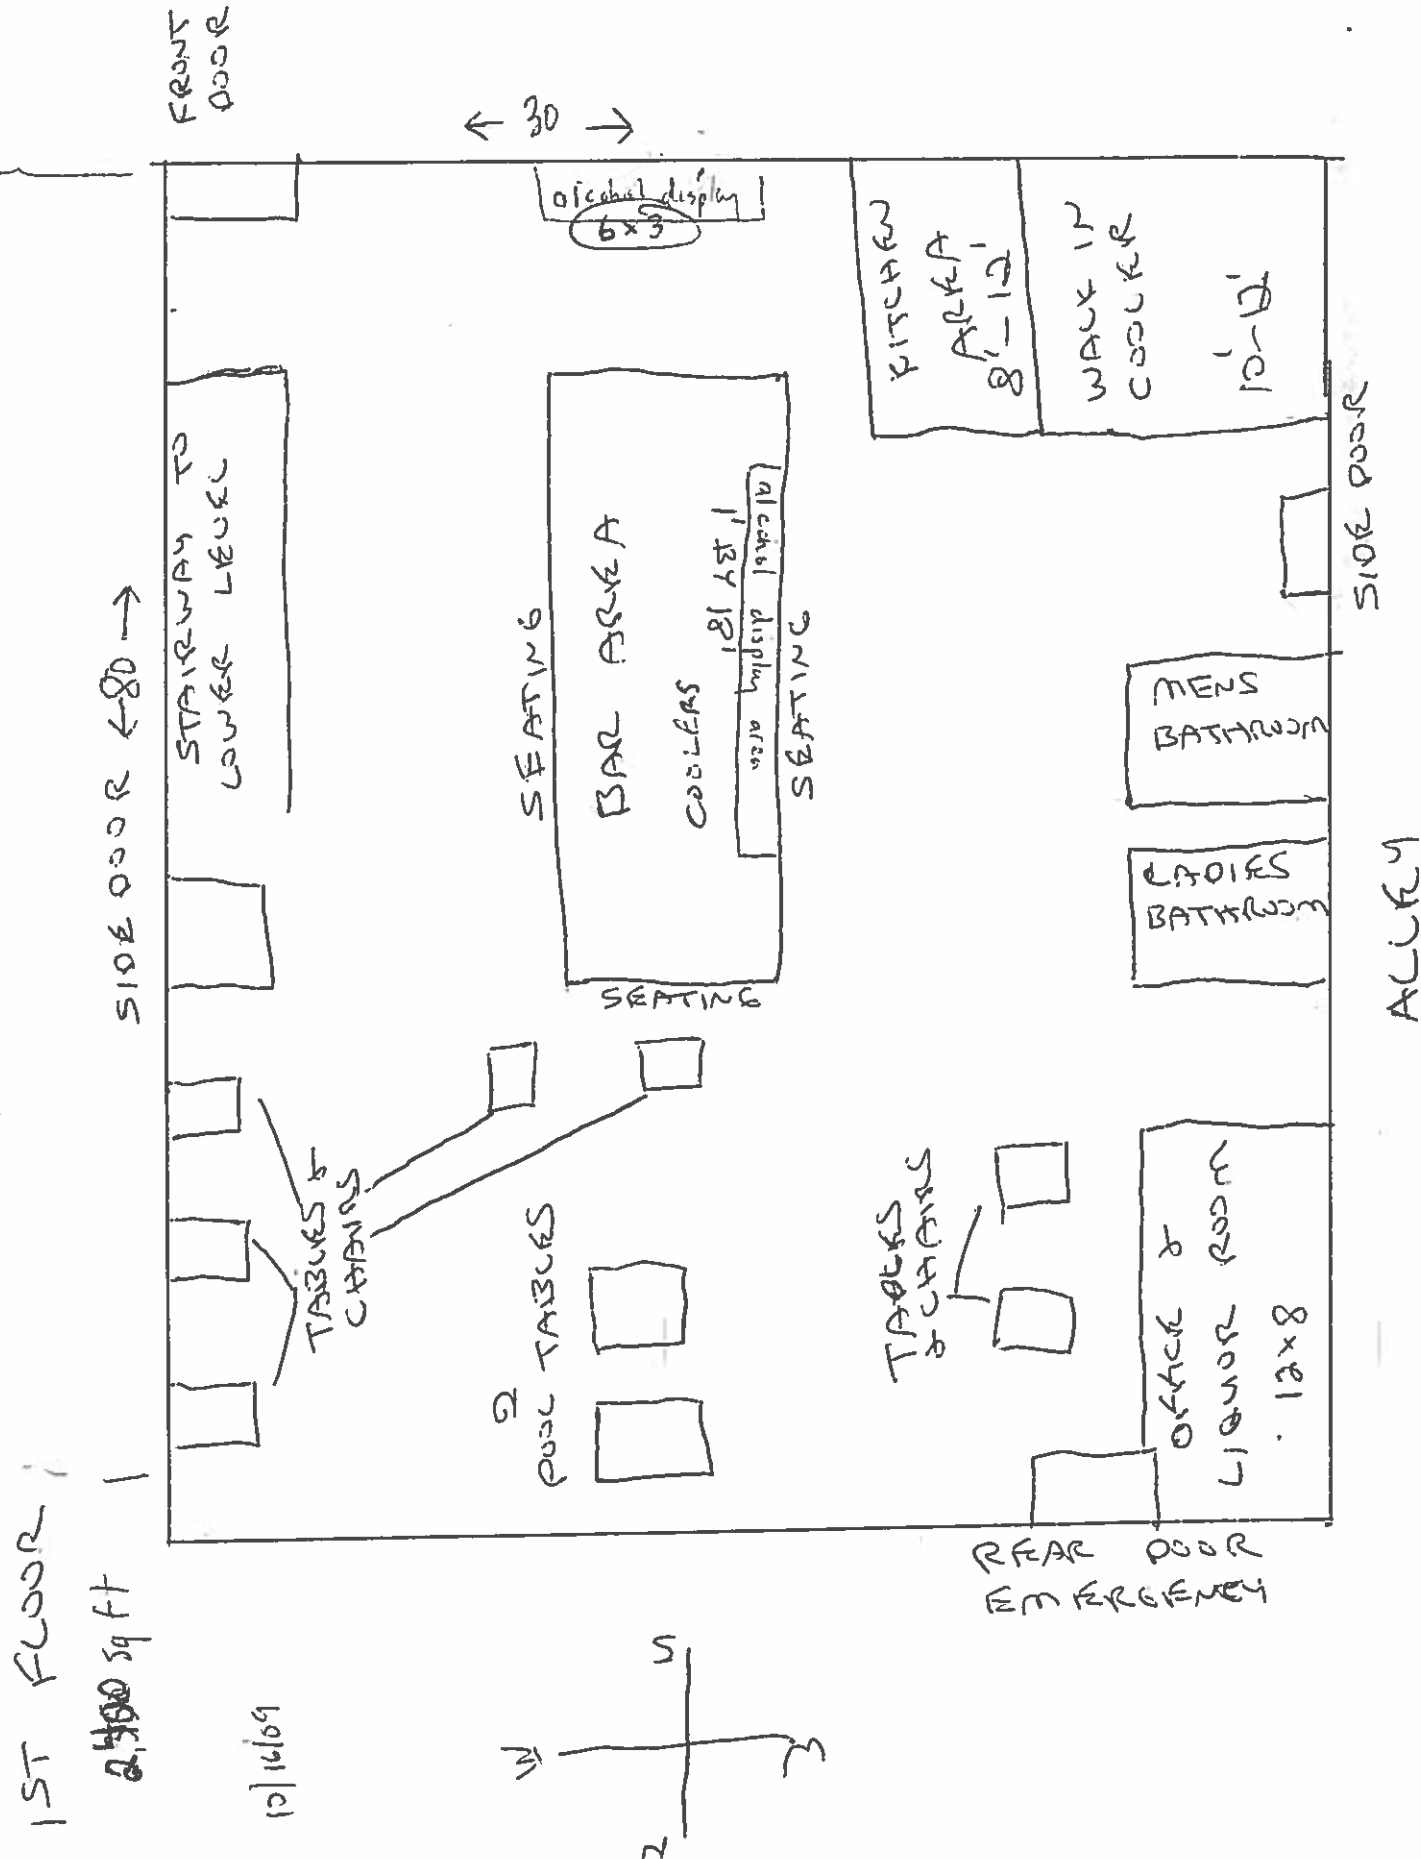 1ST FLOOR
2,400 sq ft
10/16/09
SIDE DOOR ←80→
FRONT
DOOR
STAIRWAY TO
LOWER LEVEL
TABLES &
CHAIRS
← 30 →
alcohol display
6 x 3
SEATING
BAR AREA
COOLERS
1' BY 18'
alcohol display area
SEATING
SEATING
2
POOL TABLES
N
E
S
W
KITCHEN
AREA
8'-12'
WALK IN
COOLER
10'-12'
TABLES
& CHAIRS
MENS
BATHROOM
LADIES
BATHROOM
OFFICE &
LIQUOR ROOM
12x8
REAR DOOR
EMERGENCY
SIDE DOOR
ALLEY